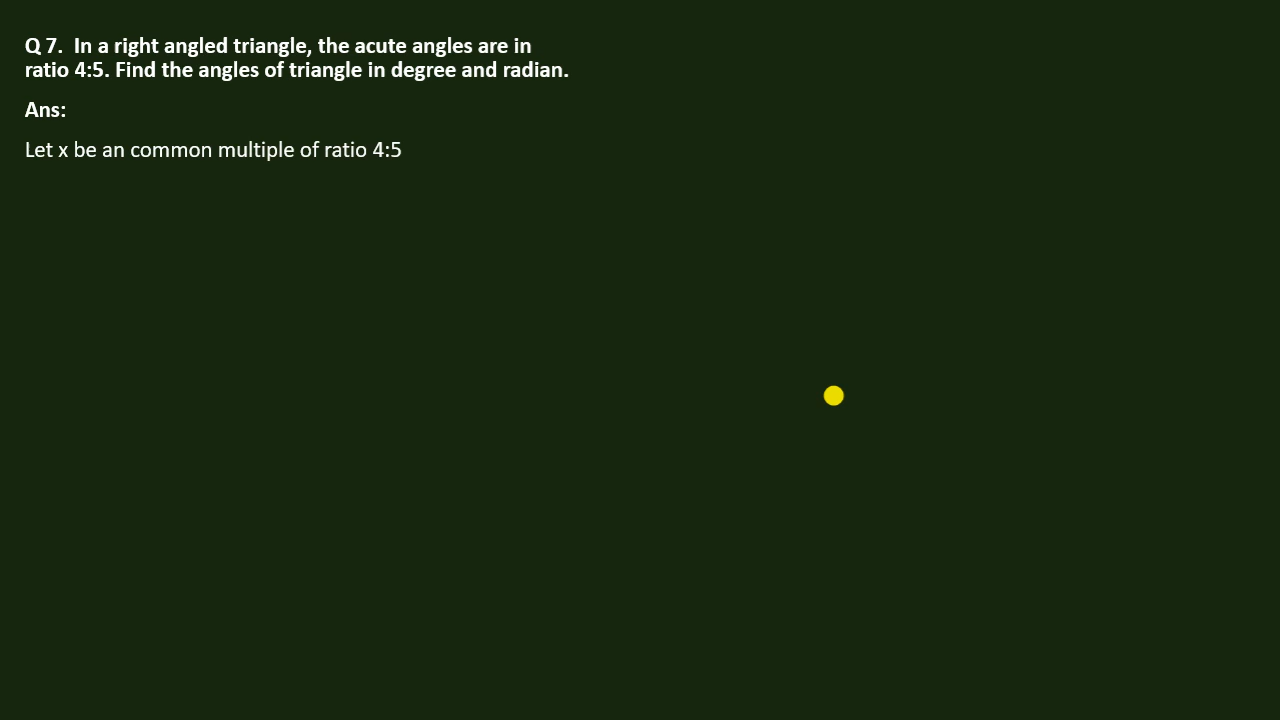 Q 7. In a right angled triangle, the acute angles are in
ratio 4:5. Find the angles of triangle in degree and radian.
Ans:
Let x be an common multiple of ratio 4:5